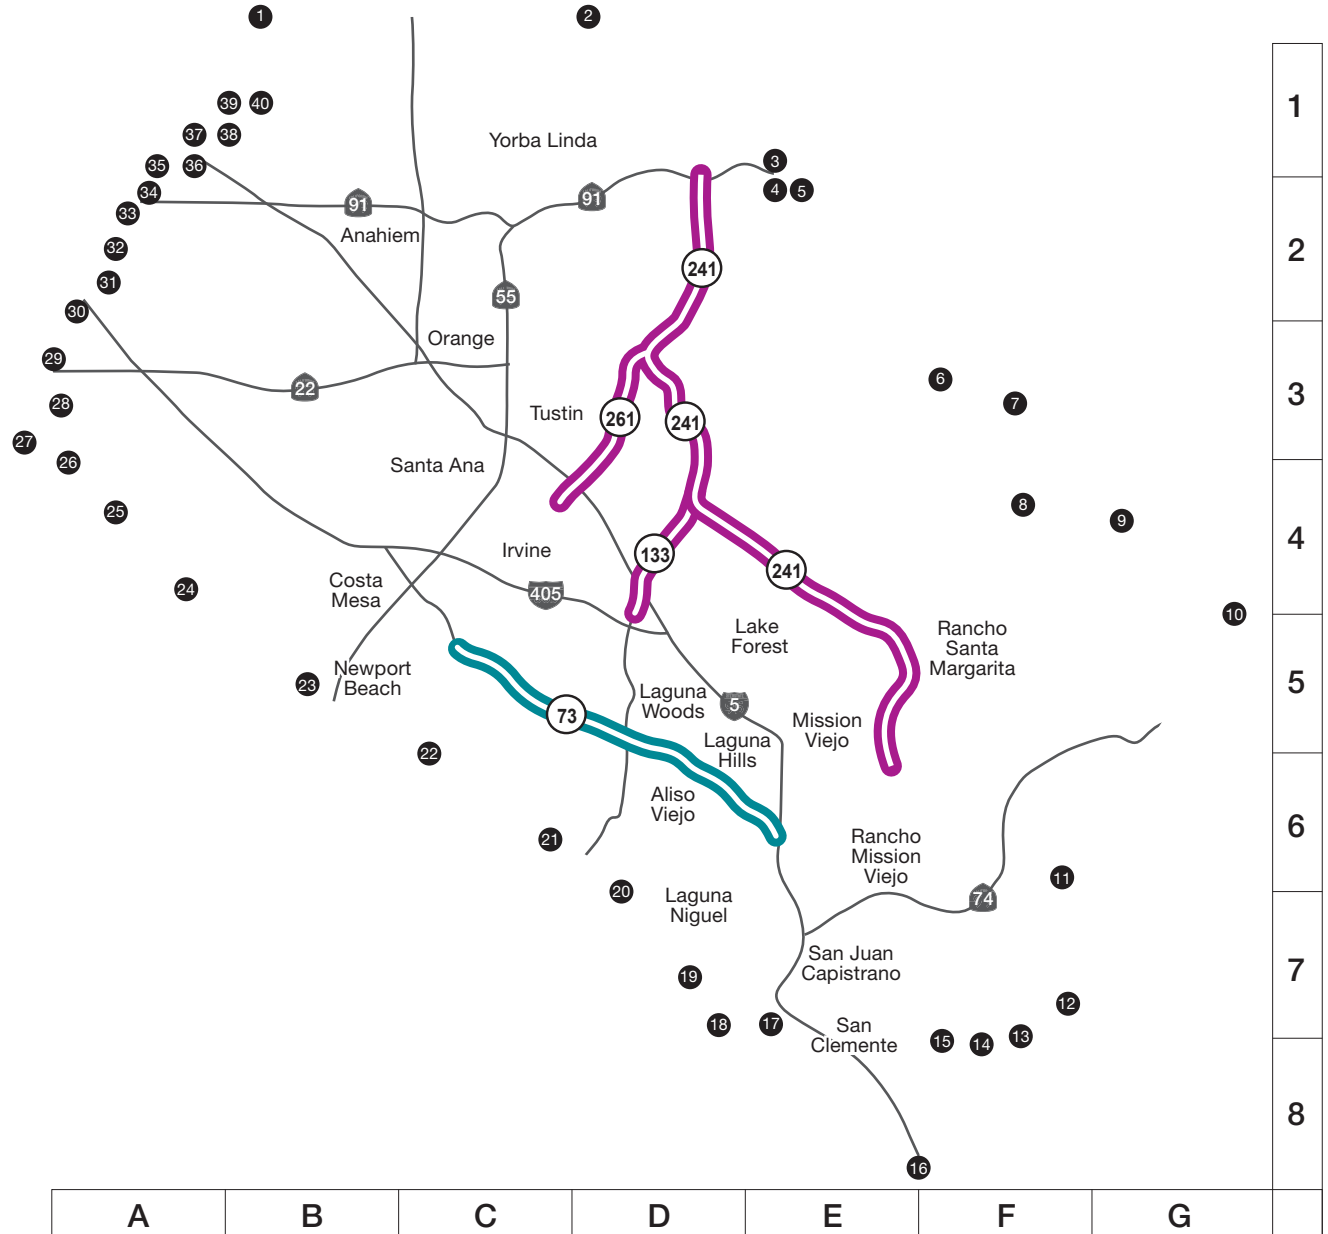 1
2
39
40
1
37
38
Yorba Linda
35
36
3
34
4
5
91
91
33
Anahiem
32
2
241
31
55
30
Orange
29
22
6
3
28
7
Tustin
261
241
27
26
Santa Ana
8
25
9
4
Irvine
133
241
24
Costa
Mesa
405
10
Lake
Forest
Rancho
Santa
Margarita
23
Newport
Beach
5
Laguna
Woods
5
73
Mission
Viejo
22
Laguna
Hills
Aliso
Viejo
6
21
Rancho
Mission
Viejo
11
20
74
Laguna
Niguel
San Juan
Capistrano
7
19
12
18
17
San
Clemente
15
14
13
8
16
A
B
C
D
E
F
G